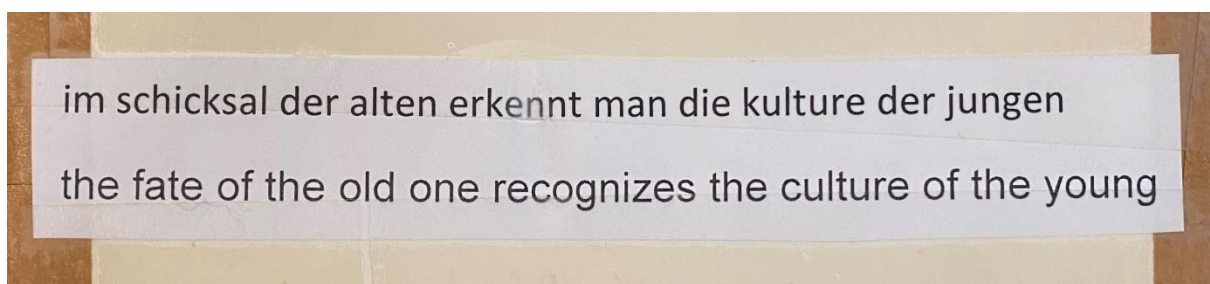 im schicksal der alten erkennt man die kulture der jungen
the fate of the old one recognizes the culture of the young